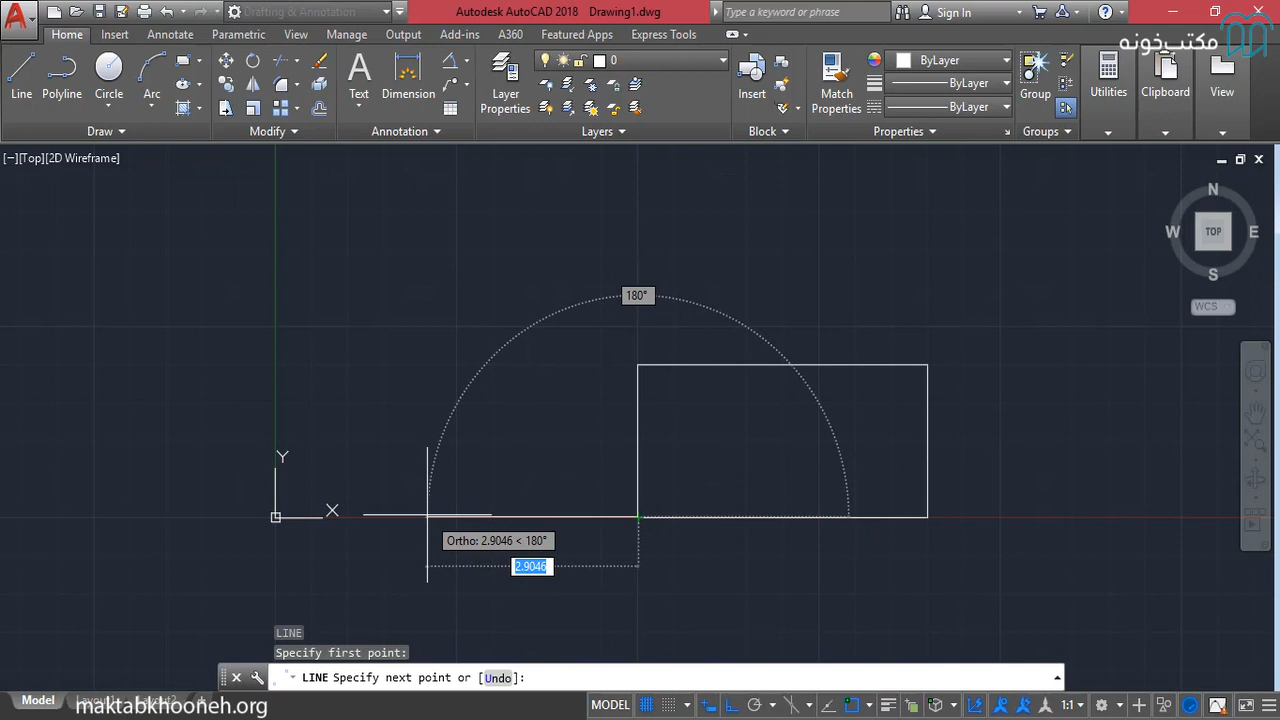 Drafting & Annotation
Autodesk AutoCAD 2018 Drawing1.dwg
Type a keyword or phrase
Sign In
Home Insert Annotate Parametric View Manage Output Add-ins A360 Featured Apps Express Tools
مکتب‌خونه
Line Polyline Circle Arc
Text Dimension
Layer Properties
0
Insert
Match Properties
ByLayer
ByLayer
ByLayer
Group
Utilities
Clipboard
View
Draw Modify Annotation Layers Block Properties Groups
[−][Top][2D Wireframe]
N
W TOP E
S
WCS
180°
Y
X
Ortho: 2.9046 < 180°
2.9046
LINE
Specify first point:
LINE Specify next point or [Undo]:
Model
maktabkhooneh.org
MODEL
1:1